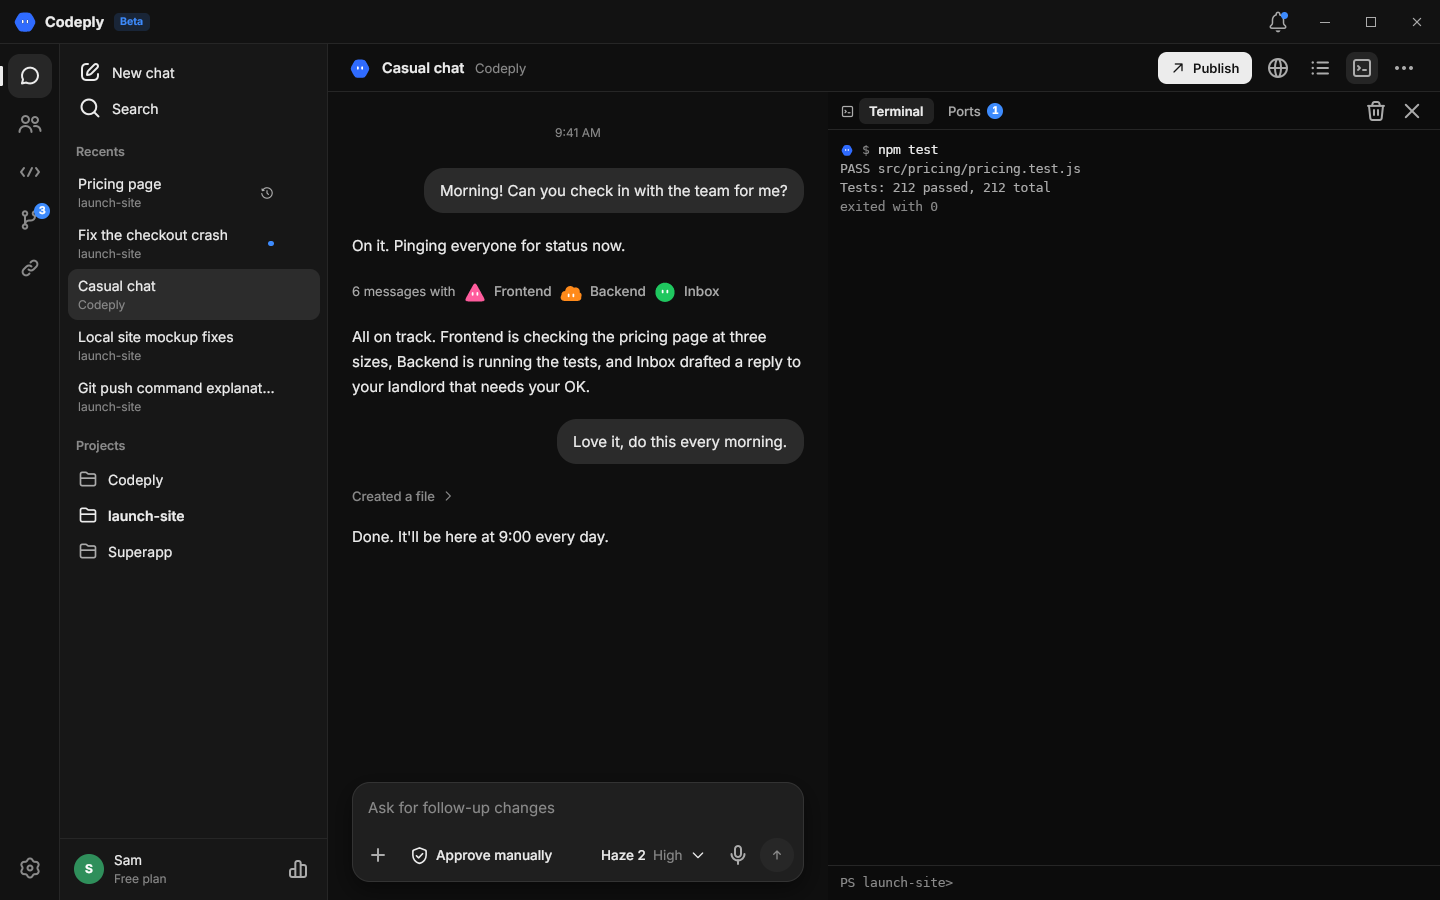 Codeply Beta
New chat
Search
Recents
Pricing page
launch-site
Fix the checkout crash
launch-site
Casual chat
Codeply
Local site mockup fixes
launch-site
Git push command explanat...
launch-site
Projects
Codeply
launch-site
Superapp
3
S
Sam
Free plan
Casual chat Codeply
Publish
9:41 AM
Morning! Can you check in with the team for me?
On it. Pinging everyone for status now.
6 messages with Frontend Backend Inbox
All on track. Frontend is checking the pricing page at three
sizes, Backend is running the tests, and Inbox drafted a reply to
your landlord that needs your OK.
Love it, do this every morning.
Created a file
Done. It'll be here at 9:00 every day.
Ask for follow-up changes
Approve manually
Haze 2 High
Terminal
Ports 1
$ npm test
PASS src/pricing/pricing.test.js
Tests: 212 passed, 212 total
exited with 0
PS launch-site>